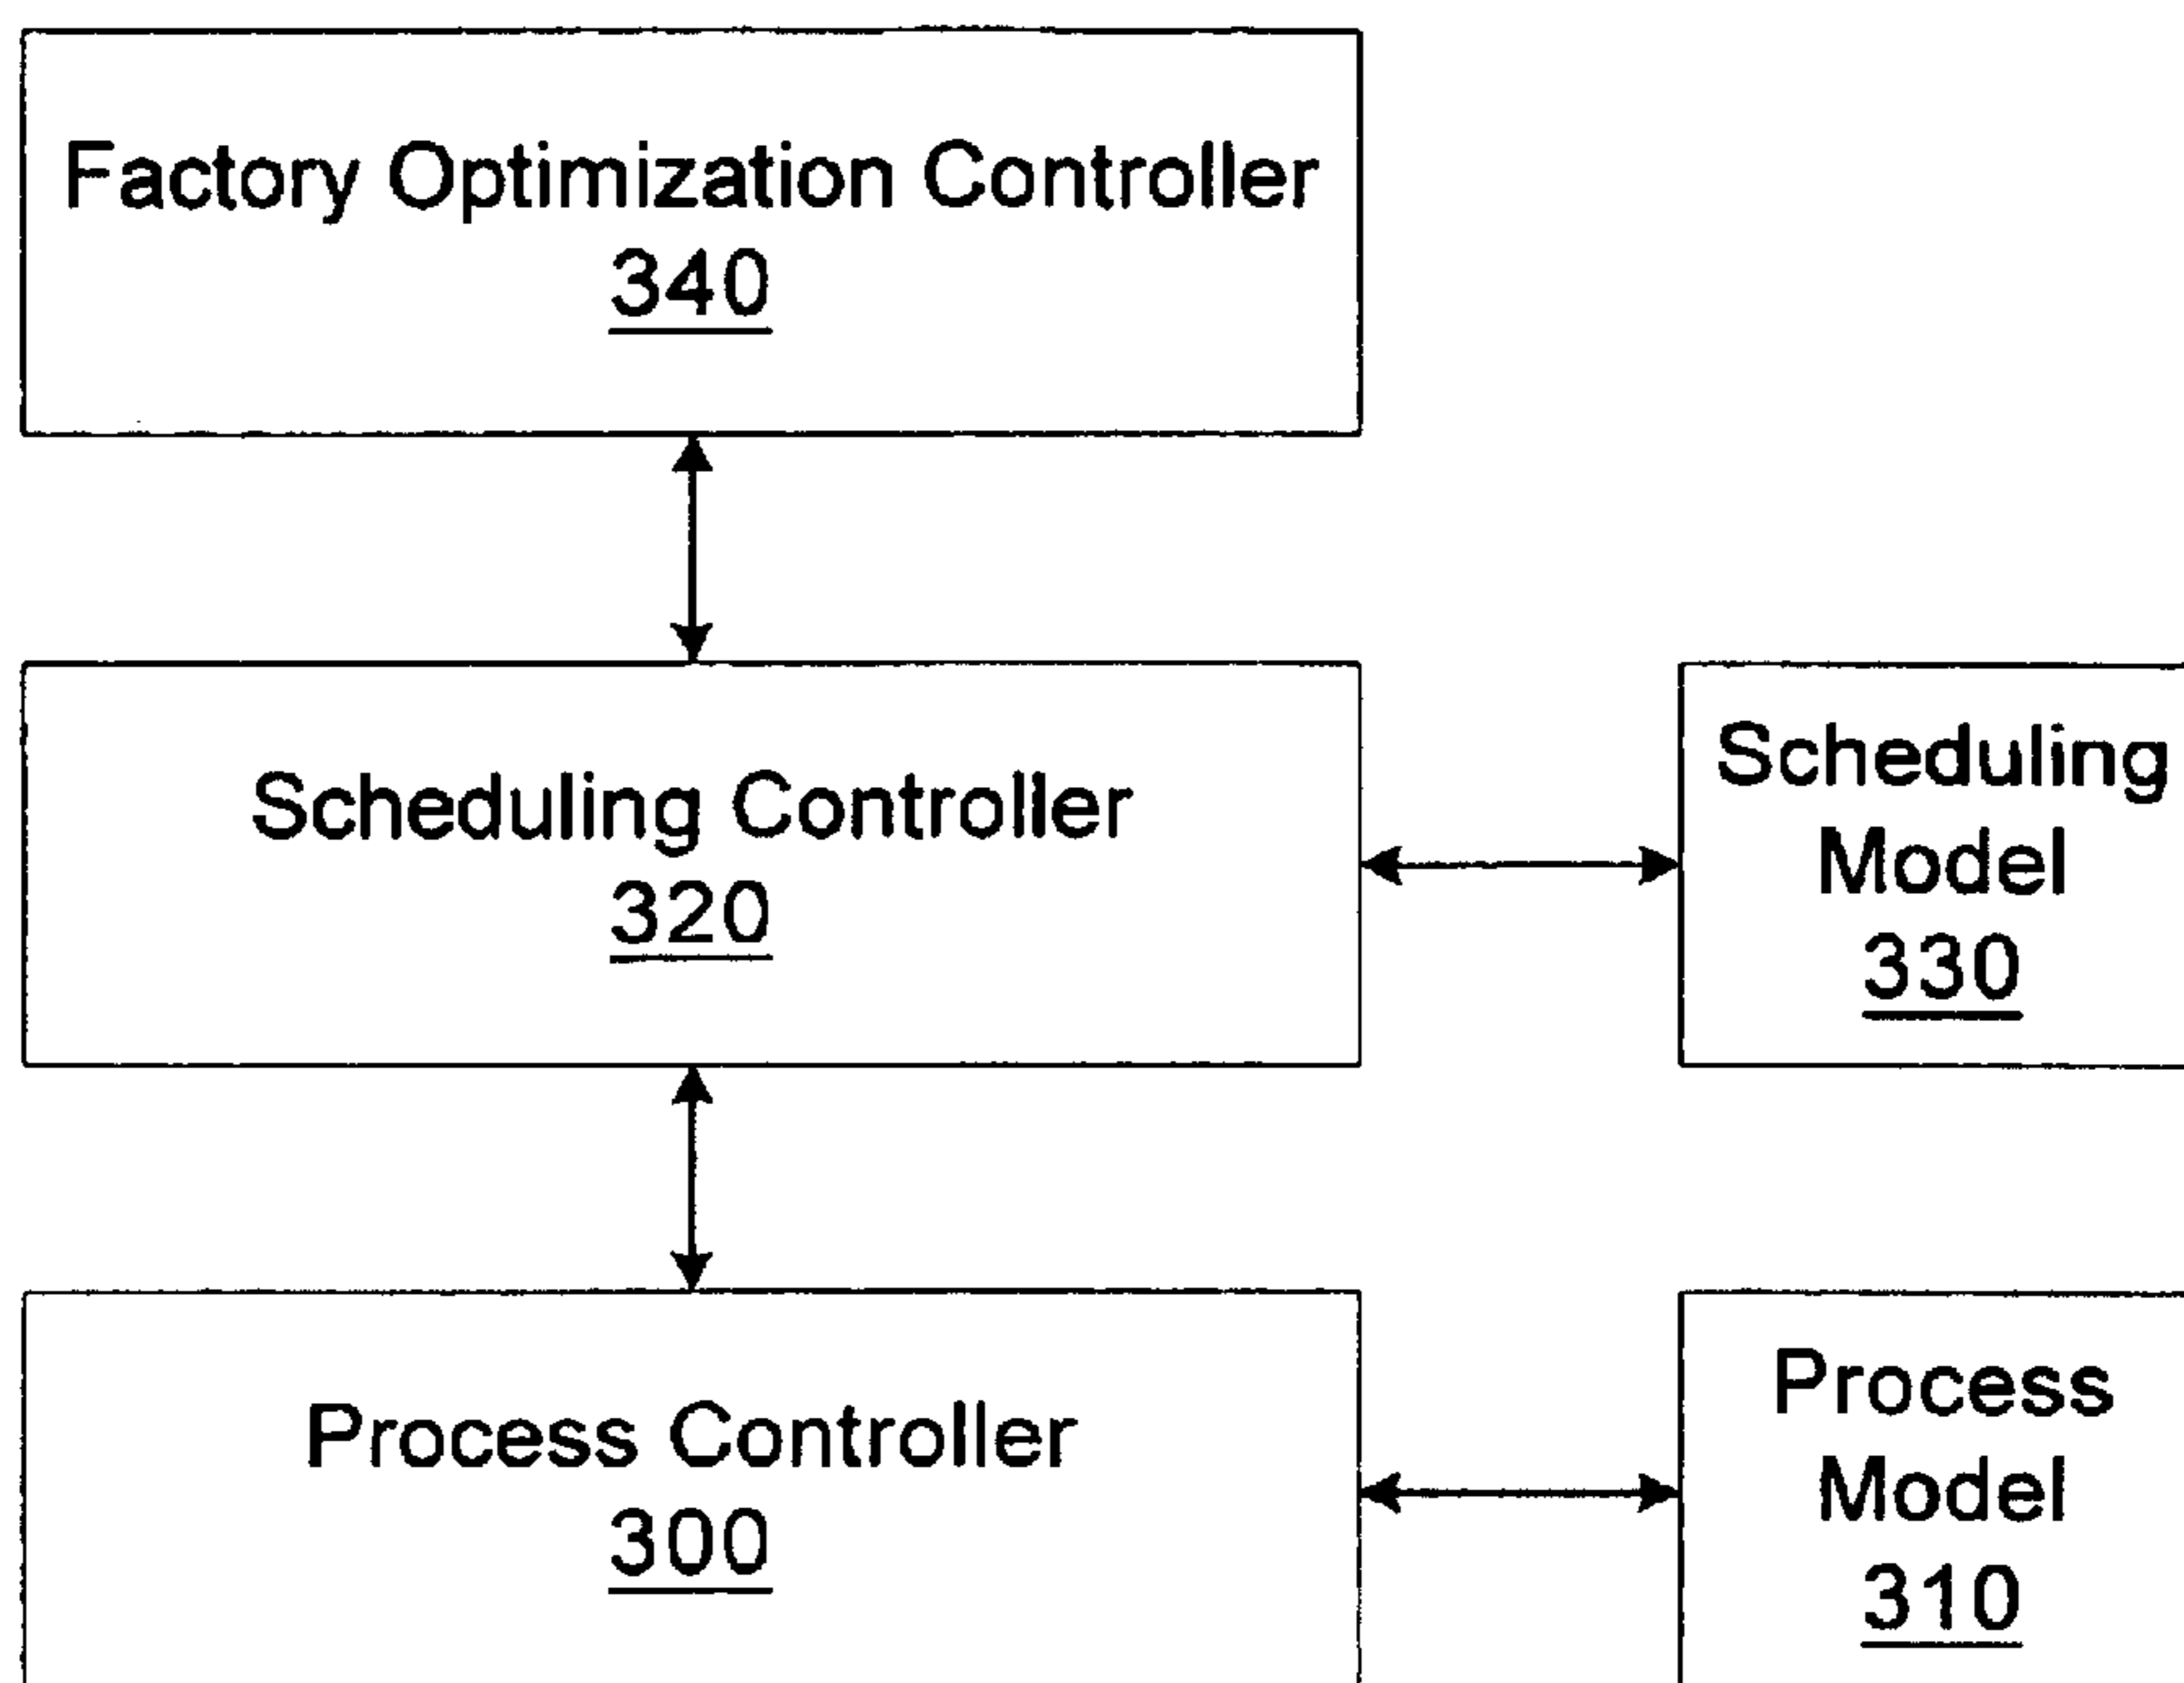 Factory Optimization Controller
340
Scheduling Controller
320
Scheduling
Model
330
Process Controller
300
Process
Model
310